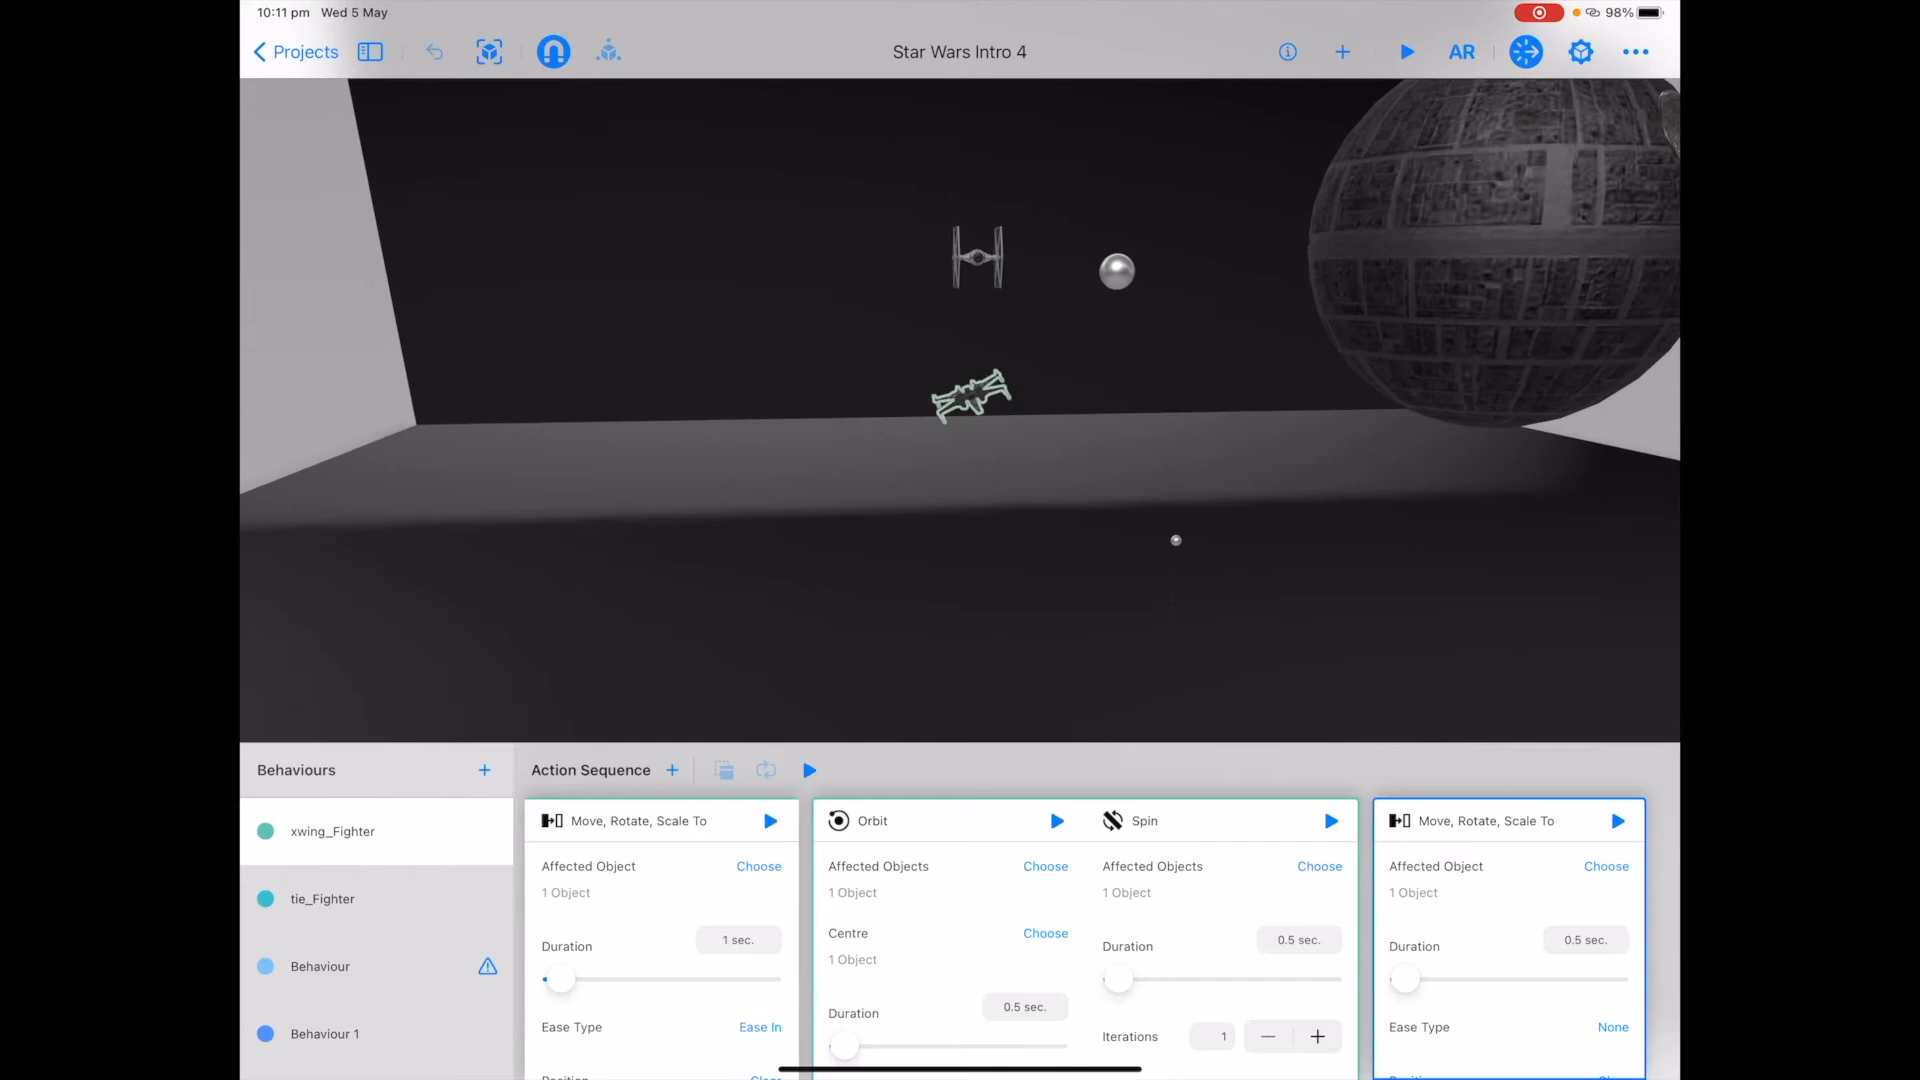 10:11 pm Wed 5 May
98%
Projects
Star Wars Intro 4
AR
Behaviours
Action Sequence
xwing_Fighter
tie_Fighter
Behaviour
Behaviour 1
Move, Rotate, Scale To
Affected Object
Choose
1 Object
Duration
1 sec.
Ease Type
Ease In
Orbit
Affected Objects
Choose
1 Object
Centre
Choose
1 Object
Duration
0.5 sec.
Spin
Affected Objects
Choose
1 Object
Duration
0.5 sec.
Iterations
1
Move, Rotate, Scale To
Affected Object
Choose
1 Object
Duration
0.5 sec.
Ease Type
None